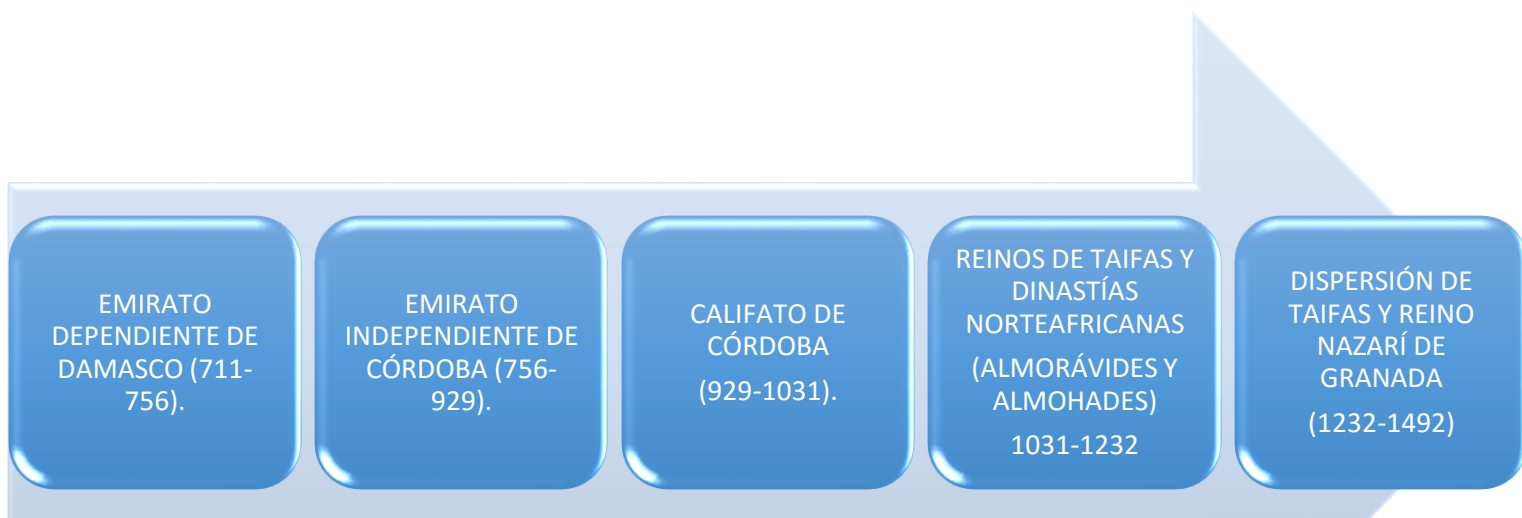 EMIRATO
DEPENDIENTE DE
DAMASCO (711-
756).
EMIRATO
INDEPENDIENTE DE
CÓRDOBA (756-
929).
CALIFATO DE
CÓRDOBA
(929-1031).
REINOS DE TAIFAS Y
DINASTÍAS
NORTEAFRICANAS
(ALMORÁVIDES Y
ALMOHADES)
1031-1232
DISPERSIÓN DE
TAIFAS Y REINO
NAZARÍ DE
GRANADA
(1232-1492)